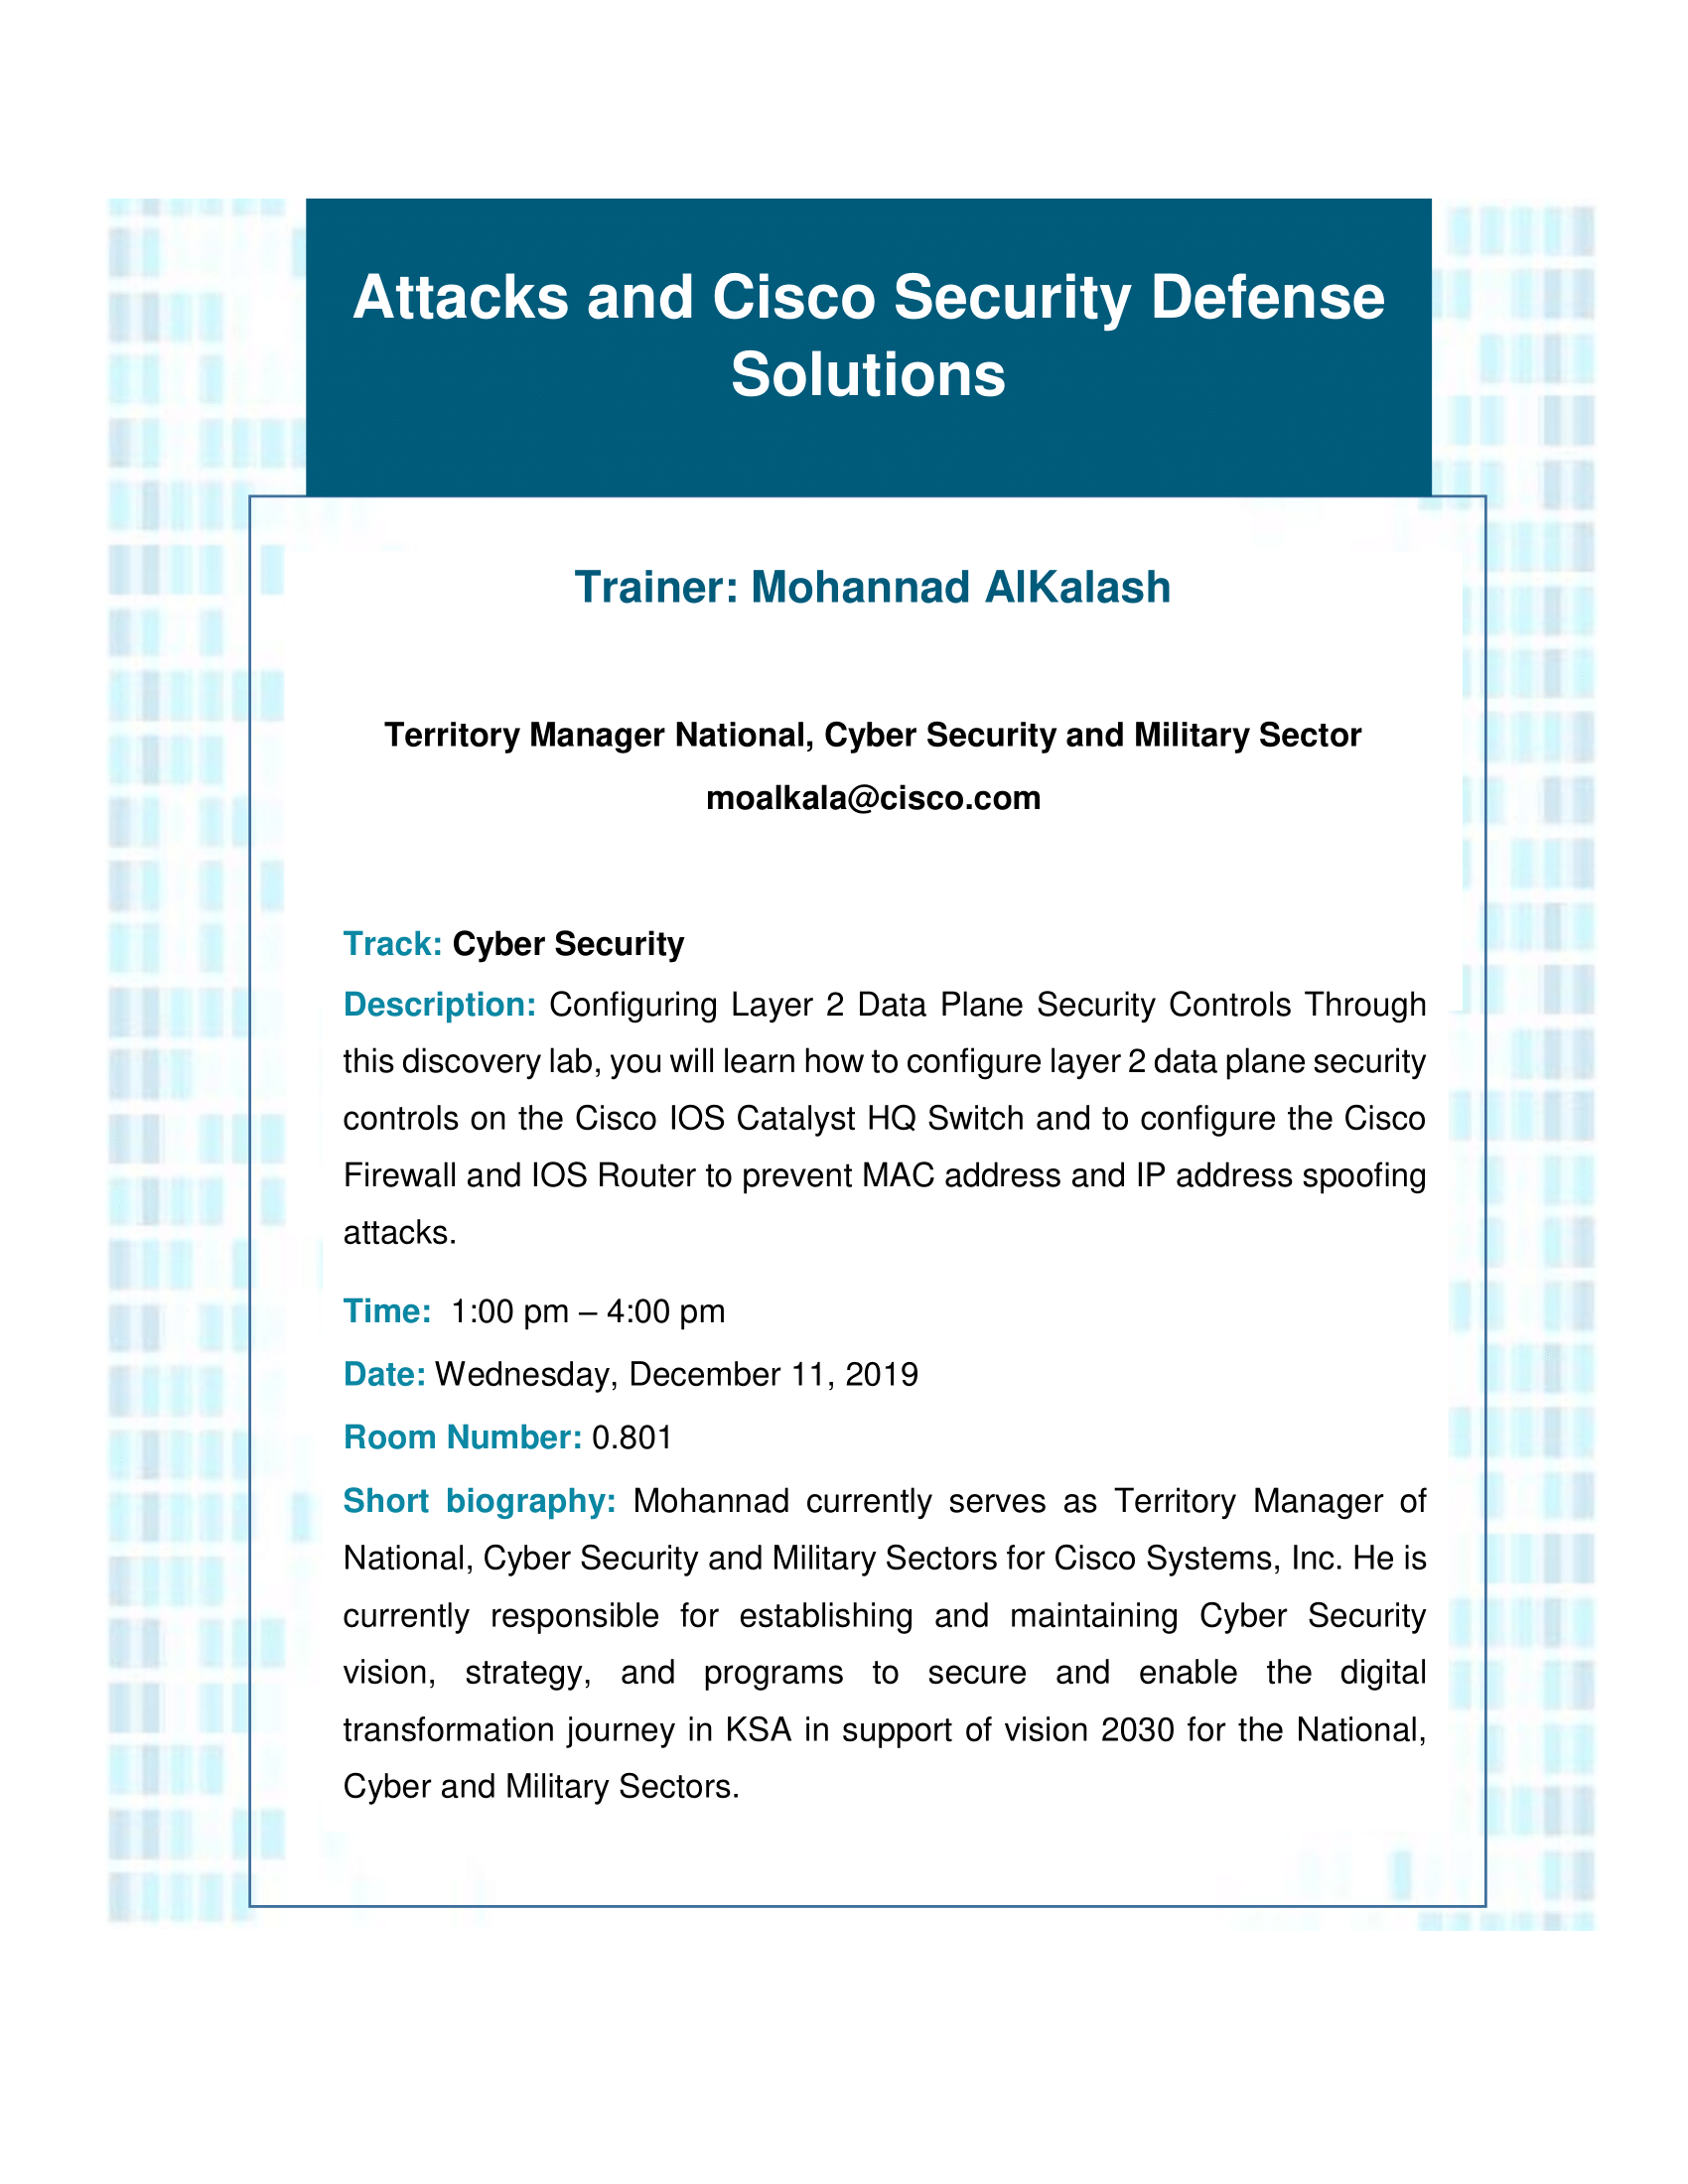 Attacks and Cisco Security Defense
Solutions
Trainer: Mohannad AlKalash
Territory Manager National, Cyber Security and Military Sector
moalkala@cisco.com
Track: Cyber Security
Description: Configuring Layer 2 Data Plane Security Controls Through
this discovery lab, you will learn how to configure layer 2 data plane security
controls on the Cisco IOS Catalyst HQ Switch and to configure the Cisco
Firewall and IOS Router to prevent MAC address and IP address spoofing
attacks.
Time: 1:00 pm – 4:00 pm
Date: Wednesday, December 11, 2019
Room Number: 0.801
Short biography: Mohannad currently serves as Territory Manager of
National, Cyber Security and Military Sectors for Cisco Systems, Inc. He is
currently responsible for establishing and maintaining Cyber Security
vision, strategy, and programs to secure and enable the digital
transformation journey in KSA in support of vision 2030 for the National,
Cyber and Military Sectors.